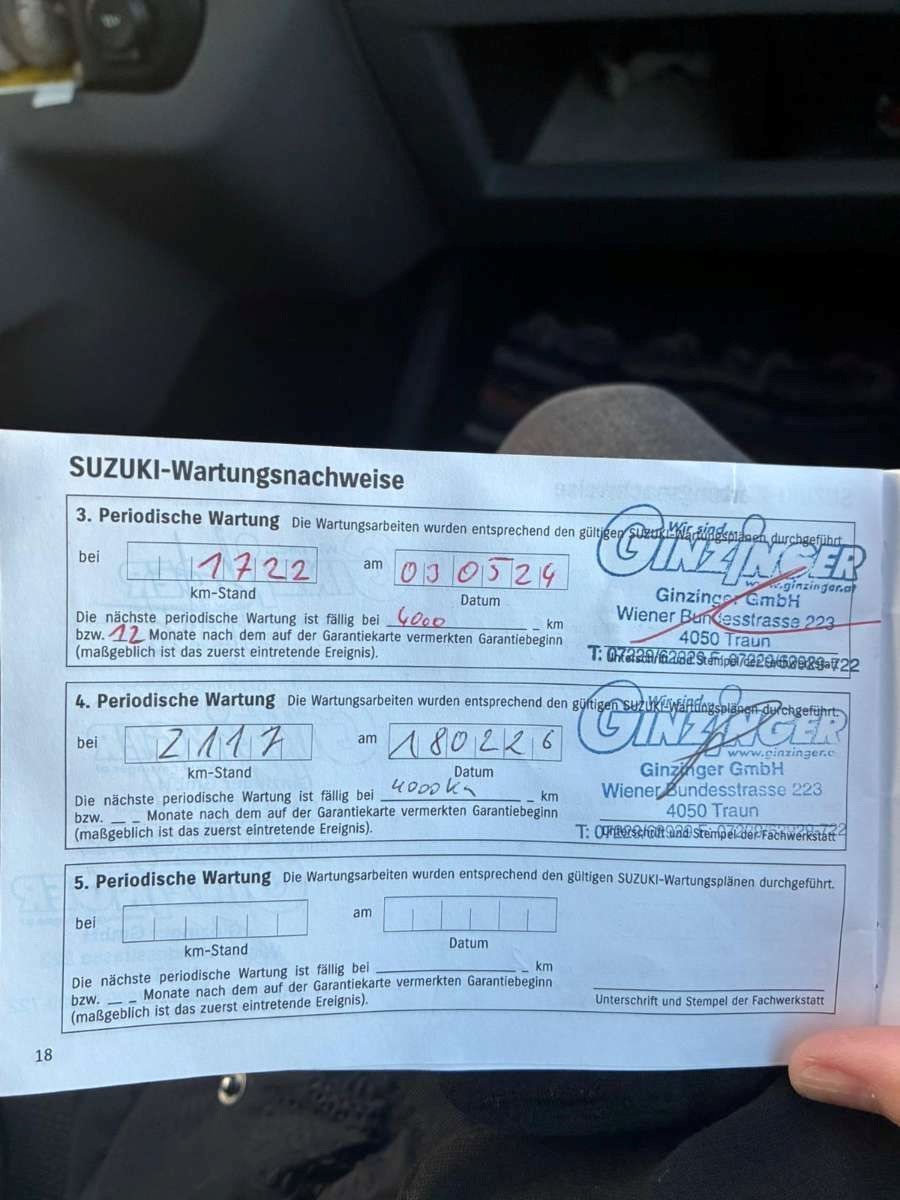 SUZUKI-Wartungsnachweise
3. Periodische Wartung Die Wartungsarbeiten wurden entsprechend den gültigen SUZUKI-Wartungsplänen durchgeführt.
bei 1722 am 030524
km-Stand Datum
Die nächste periodische Wartung ist fällig bei 4000 km
bzw. 12 Monate nach dem auf der Garantiekarte vermerkten Garantiebeginn
(maßgeblich ist das zuerst eintretende Ereignis).
Wir sind
GINZINGER
www.ginzinger.at
Ginzinger GmbH
Wiener Bundesstrasse 223
4050 Traun
Unterschrift und Stempel der Fachwerkstatt
4. Periodische Wartung Die Wartungsarbeiten wurden entsprechend den gültigen SUZUKI-Wartungsplänen durchgeführt.
bei 2117 am 180226
km-Stand Datum
Die nächste periodische Wartung ist fällig bei 4000 km
bzw. _ _ Monate nach dem auf der Garantiekarte vermerkten Garantiebeginn
(maßgeblich ist das zuerst eintretende Ereignis).
Wir sind
GINZINGER
www.ginzinger.
Ginzinger GmbH
Wiener Bundesstrasse 223
4050 Traun
Unterschrift und Stempel der Fachwerkstatt
5. Periodische Wartung Die Wartungsarbeiten wurden entsprechend den gültigen SUZUKI-Wartungsplänen durchgeführt.
bei am
km-Stand Datum
Die nächste periodische Wartung ist fällig bei _ km
bzw. _ _ Monate nach dem auf der Garantiekarte vermerkten Garantiebeginn
(maßgeblich ist das zuerst eintretende Ereignis).
Unterschrift und Stempel der Fachwerkstatt
18